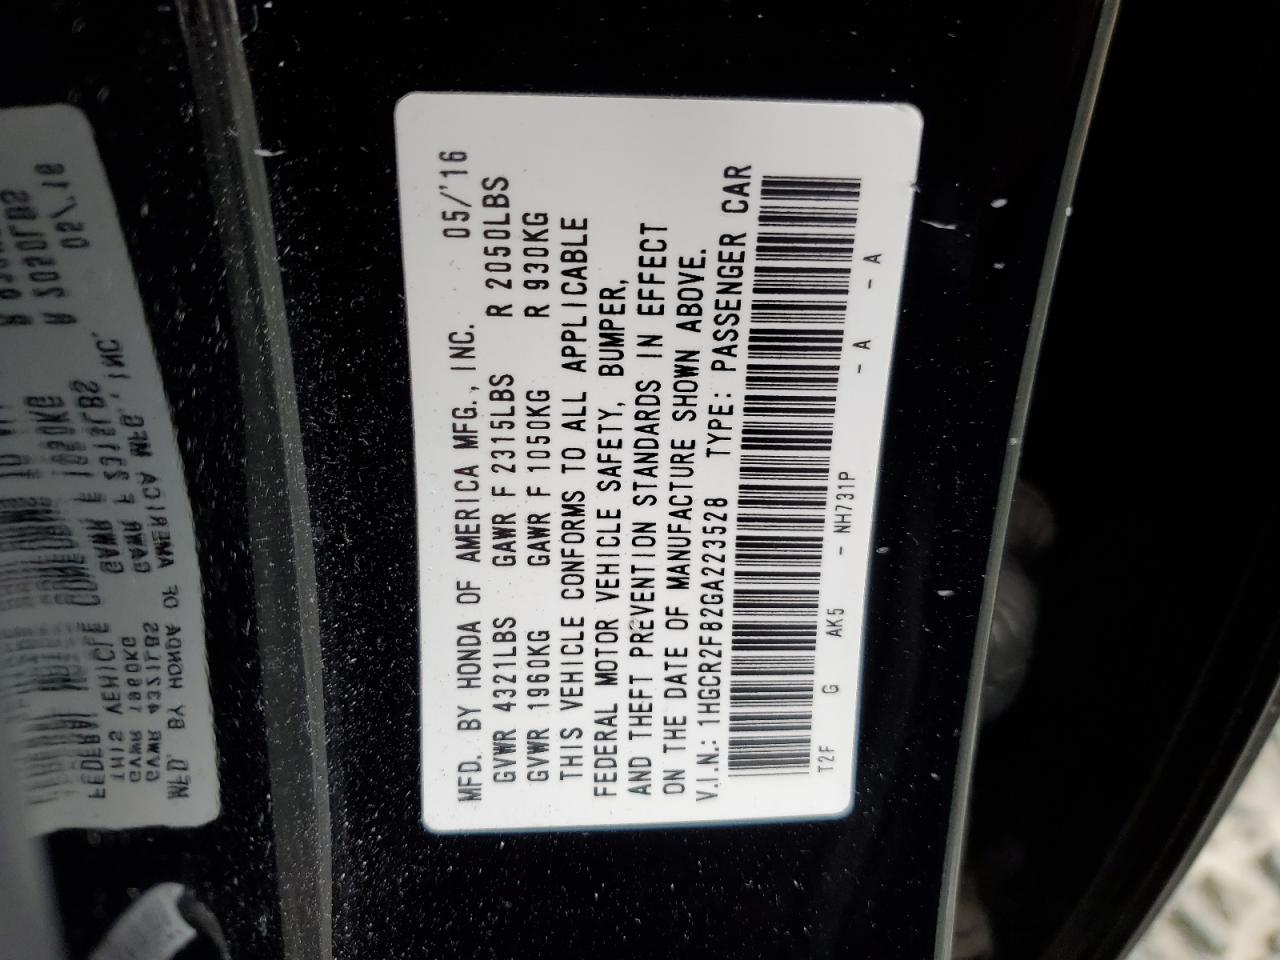 MFD. BY HONDA OF AMERICA MFG., INC. 05/'16
GVWR 4321LBS GAWR F 2315LBS R 2050LBS
GVWR 1960KG GAWR F 1050KG R 930KG
THIS VEHICLE CONFORMS TO ALL APPLICABLE
FEDERAL MOTOR VEHICLE SAFETY, BUMPER,
AND THEFT PREVENTION STANDARDS IN EFFECT
ON THE DATE OF MANUFACTURE SHOWN ABOVE.
V.I.N.: 1HGCR2F82GA223528 TYPE: PASSENGER CAR
T2F G AK5 - NH731P - A - A